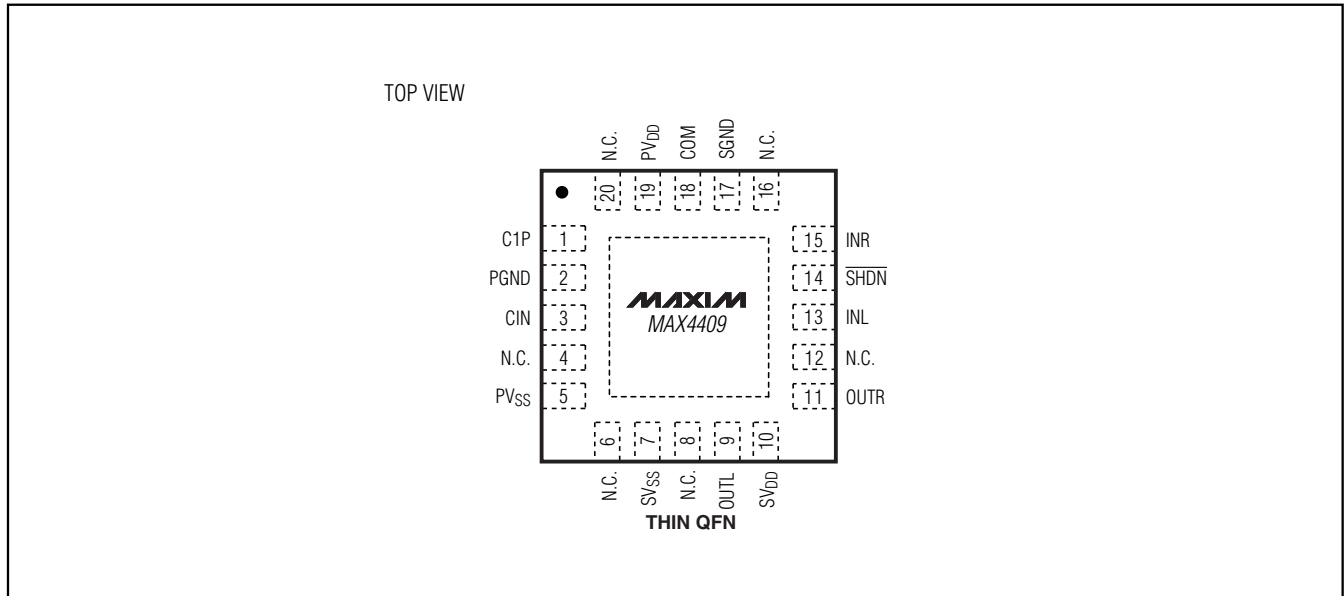 TOP VIEW
N.C.
PVDD
COM
SGND
N.C.
20
19
18
17
16
C1P 1
PGND 2
CIN 3
N.C. 4
PVSS 5
MAXIM
MAX4409
15 INR
14 SHDN
13 INL
12 N.C.
11 OUTR
6
7
8
9
10
N.C.
SVSS
N.C.
OUTL
SVDD
THIN QFN